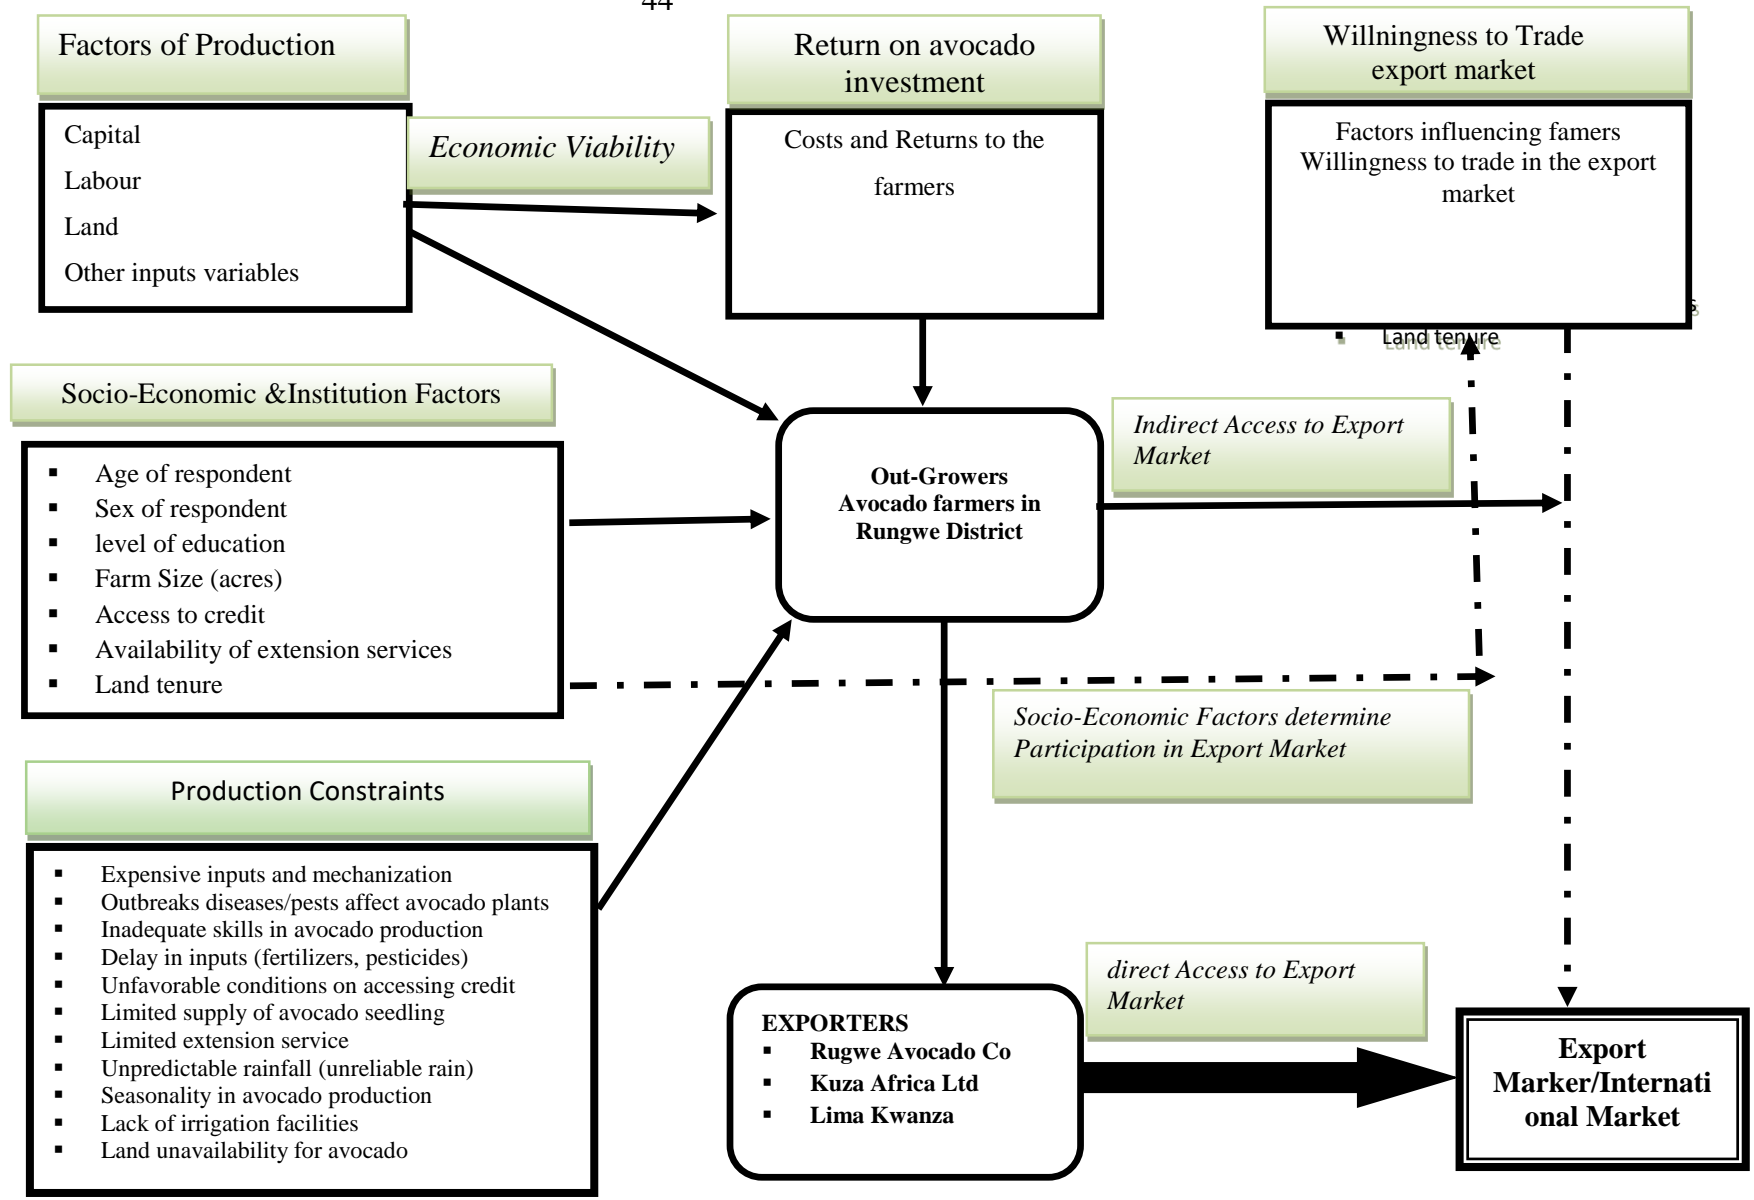 44
Factors of Production
Capital
Labour
Land
Other inputs variables
Economic Viability
Return on avocado
investment
Costs and Returns to the
farmers
Willningness to Trade
export market
Factors influencing famers
Willingness to trade in the export
market
s
▪ Land tenure
Socio-Economic &Institution Factors
▪ Age of respondent
▪ Sex of respondent
▪ level of education
▪ Farm Size (acres)
▪ Access to credit
▪ Availability of extension services
▪ Land tenure
Out-Growers
Avocado farmers in
Rungwe District
Indirect Access to Export
Market
Socio-Economic Factors determine
Participation in Export Market
Production Constraints
▪ Expensive inputs and mechanization
▪ Outbreaks diseases/pests affect avocado plants
▪ Inadequate skills in avocado production
▪ Delay in inputs (fertilizers, pesticides)
▪ Unfavorable conditions on accessing credit
▪ Limited supply of avocado seedling
▪ Limited extension service
▪ Unpredictable rainfall (unreliable rain)
▪ Seasonality in avocado production
▪ Lack of irrigation facilities
▪ Land unavailability for avocado
EXPORTERS
▪ Rugwe Avocado Co
▪ Kuza Africa Ltd
▪ Lima Kwanza
direct Access to Export
Market
Export
Marker/Internati
onal Market